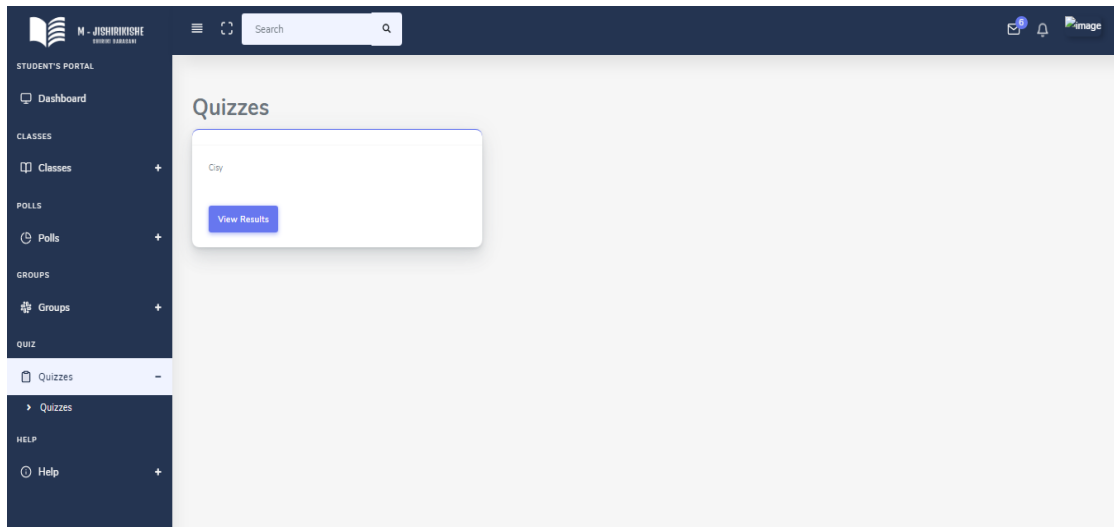 M - JISHIRIKISHE
STUDENT'S PORTAL
Dashboard
CLASSES
Classes +
POLLS
Polls +
GROUPS
Groups +
QUIZ
Quizzes -
Quizzes
HELP
Help +
Search
6
image
Quizzes
Cisy
View Results